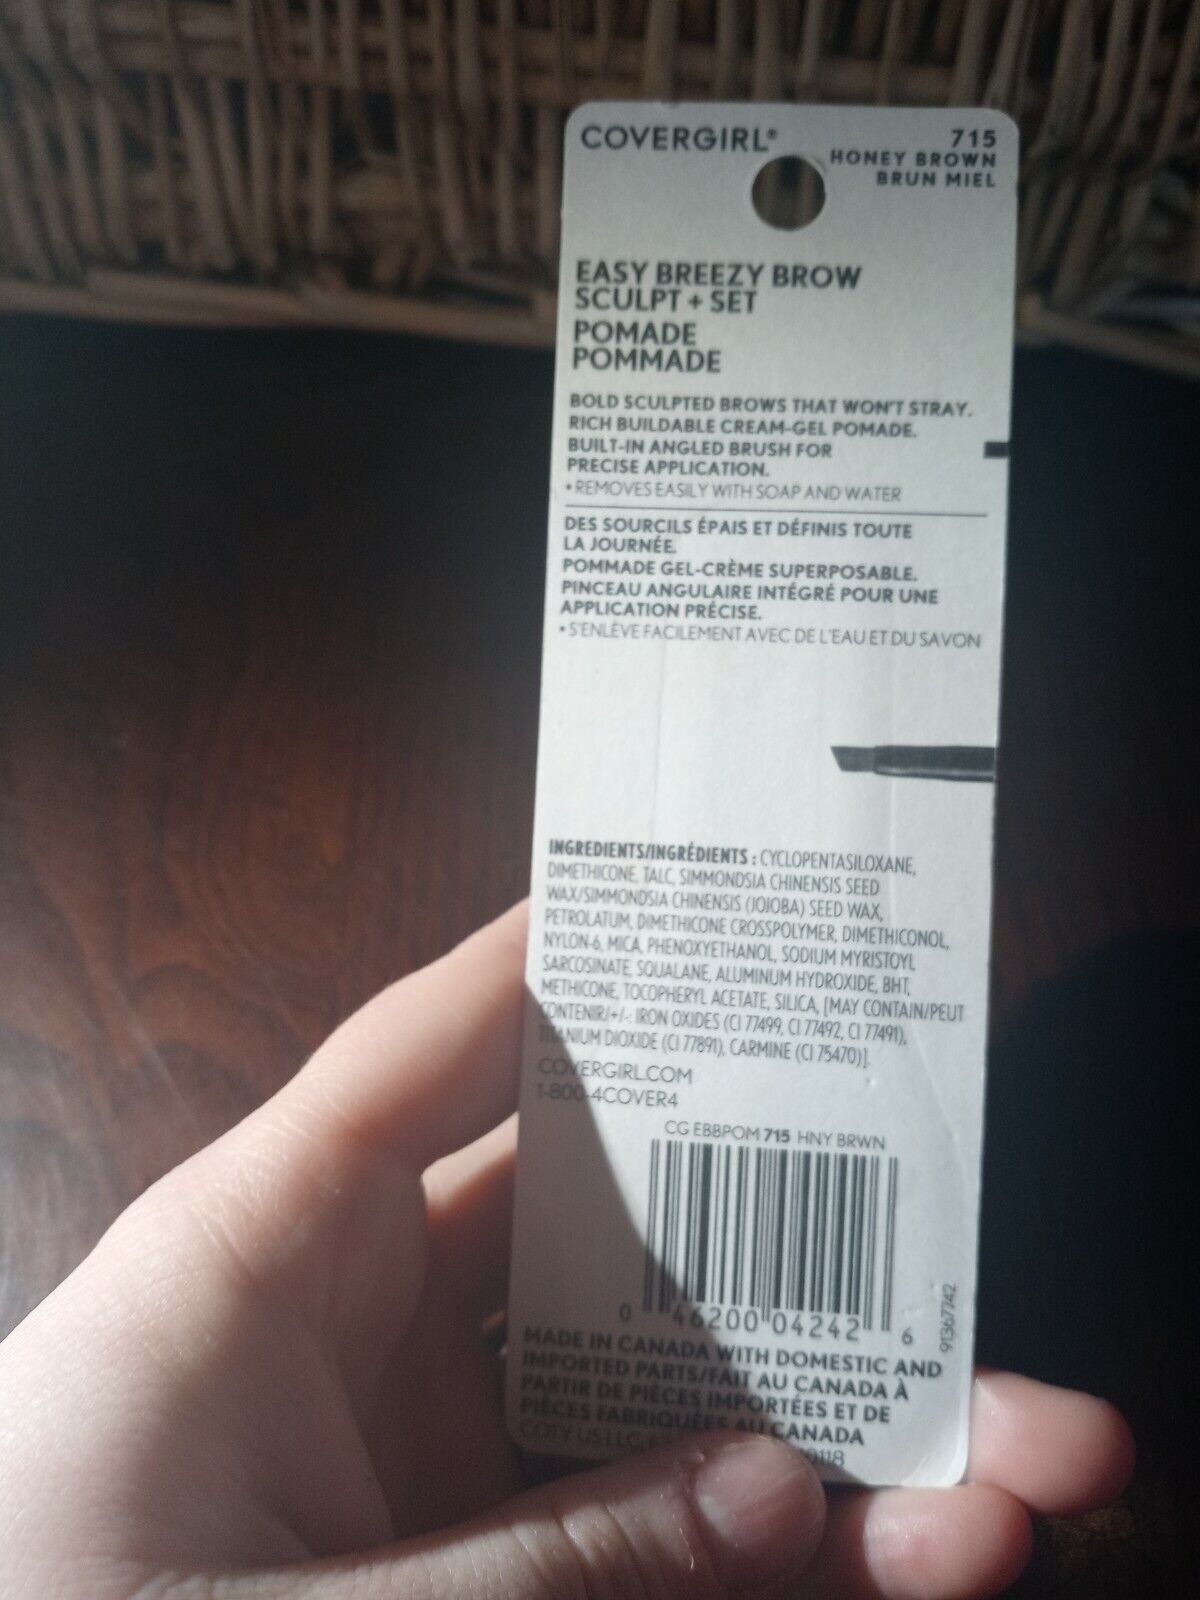 COVERGIRL®
715
HONEY BROWN
BRUN MIEL
EASY BREEZY BROW
SCULPT + SET
POMADE
POMMADE
BOLD SCULPTED BROWS THAT WON'T STRAY.
RICH BUILDABLE CREAM-GEL POMADE.
BUILT-IN ANGLED BRUSH FOR
PRECISE APPLICATION.
• REMOVES EASILY WITH SOAP AND WATER
DES SOURCILS ÉPAIS ET DÉFINIS TOUTE
LA JOURNÉE.
POMMADE GEL-CRÈME SUPERPOSABLE.
PINCEAU ANGULAIRE INTÉGRÉ POUR UNE
APPLICATION PRÉCISE.
• S'ENLÈVE FACILEMENT AVEC DE L'EAU ET DU SAVON
INGREDIENTS/INGRÉDIENTS : CYCLOPENTASILOXANE,
DIMETHICONE, TALC, SIMMONDSIA CHINENSIS SEED
WAX/SIMMONDSIA CHINENSIS (JOJOBA) SEED WAX,
PETROLATUM, DIMETHICONE CROSSPOLYMER, DIMETHICONOL,
NYLON-6, MICA, PHENOXYETHANOL, SODIUM MYRISTOYL
SARCOSINATE, SQUALANE, ALUMINUM HYDROXIDE, BHT,
METHICONE, TOCOPHERYL ACETATE, SILICA, [MAY CONTAIN/PEUT
CONTENIR/+/-: IRON OXIDES (CI 77499, CI 77492, CI 77491),
TITANIUM DIOXIDE (CI 77891), CARMINE (CI 75470)].
COVERGIRL.COM
1-800-4COVER4
CG EBBPOM 715 HNY BRWN
0 46200 04242 6
91367742
MADE IN CANADA WITH DOMESTIC AND
IMPORTED PARTS/FAIT AU CANADA À
PARTIR DE PIÈCES IMPORTÉES ET DE
PIÈCES FABRIQUÉES AU CANADA
COTY US LLC,